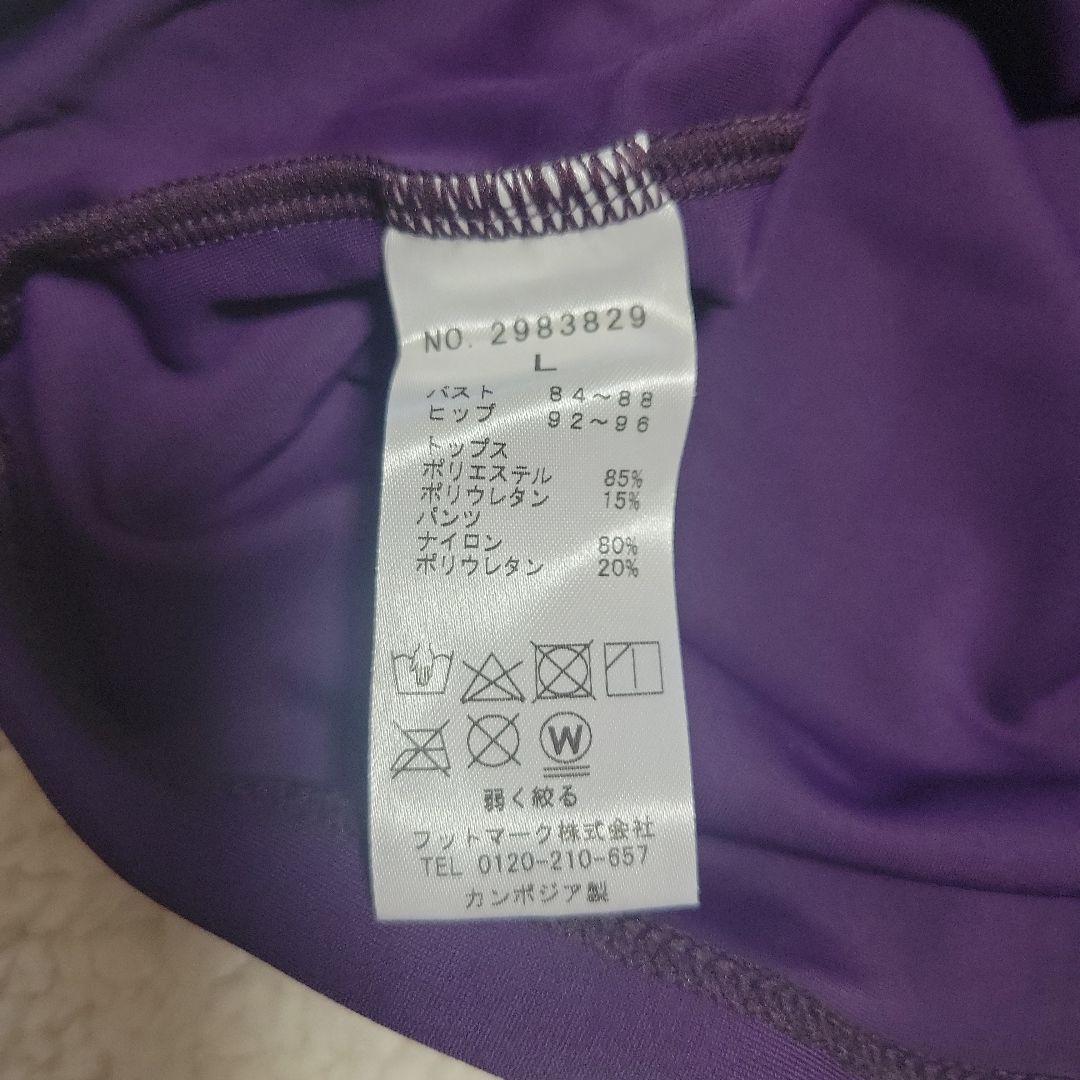 NO. 2983829
L
バスト 84～88
ヒップ 92～96
トップス
ポリエステル 85%
ポリウレタン 15%
パンツ
ナイロン 80%
ポリウレタン 20%
W
弱く絞る
フットマーク株式会社
TEL 0120-210-657
カンボジア製